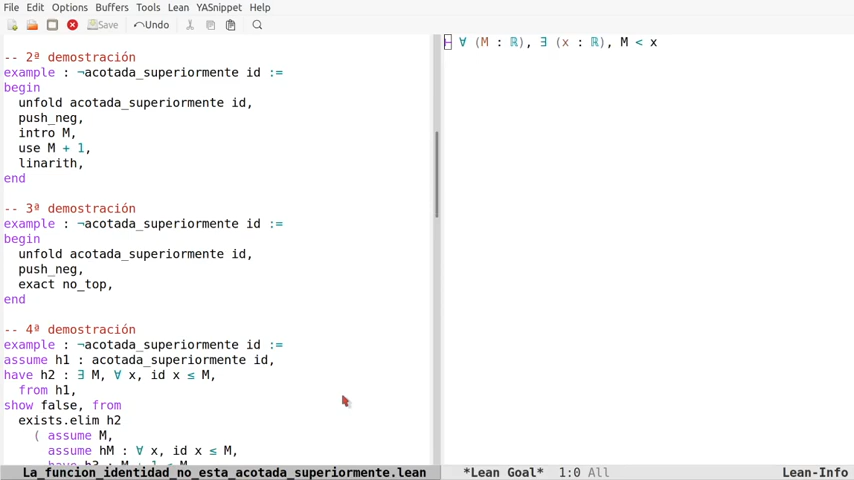 File Edit Options Buffers Tools Lean YASnippet Help
Save Undo
-- 2ª demostración
example : ¬acotada_superiormente id :=
begin
  unfold acotada_superiormente id,
  push_neg,
  intro M,
  use M + 1,
  linarith,
end
-- 3ª demostración
example : ¬acotada_superiormente id :=
begin
  unfold acotada_superiormente id,
  push_neg,
  exact no_top,
end
-- 4ª demostración
example : ¬acotada_superiormente id :=
assume h1 : acotada_superiormente id,
have h2 : ∃ M, ∀ x, id x ≤ M,
  from h1,
show false, from
  exists.elim h2
    ( assume M,
      assume hM : ∀ x, id x ≤ M,
      have h3 : M + 1 ≤ M,
La_funcion_identidad_no_esta_acotada_superiormente.lean
⊢ ∀ (M : ℝ), ∃ (x : ℝ), M < x
*Lean Goal* 1:0 All Lean-Info